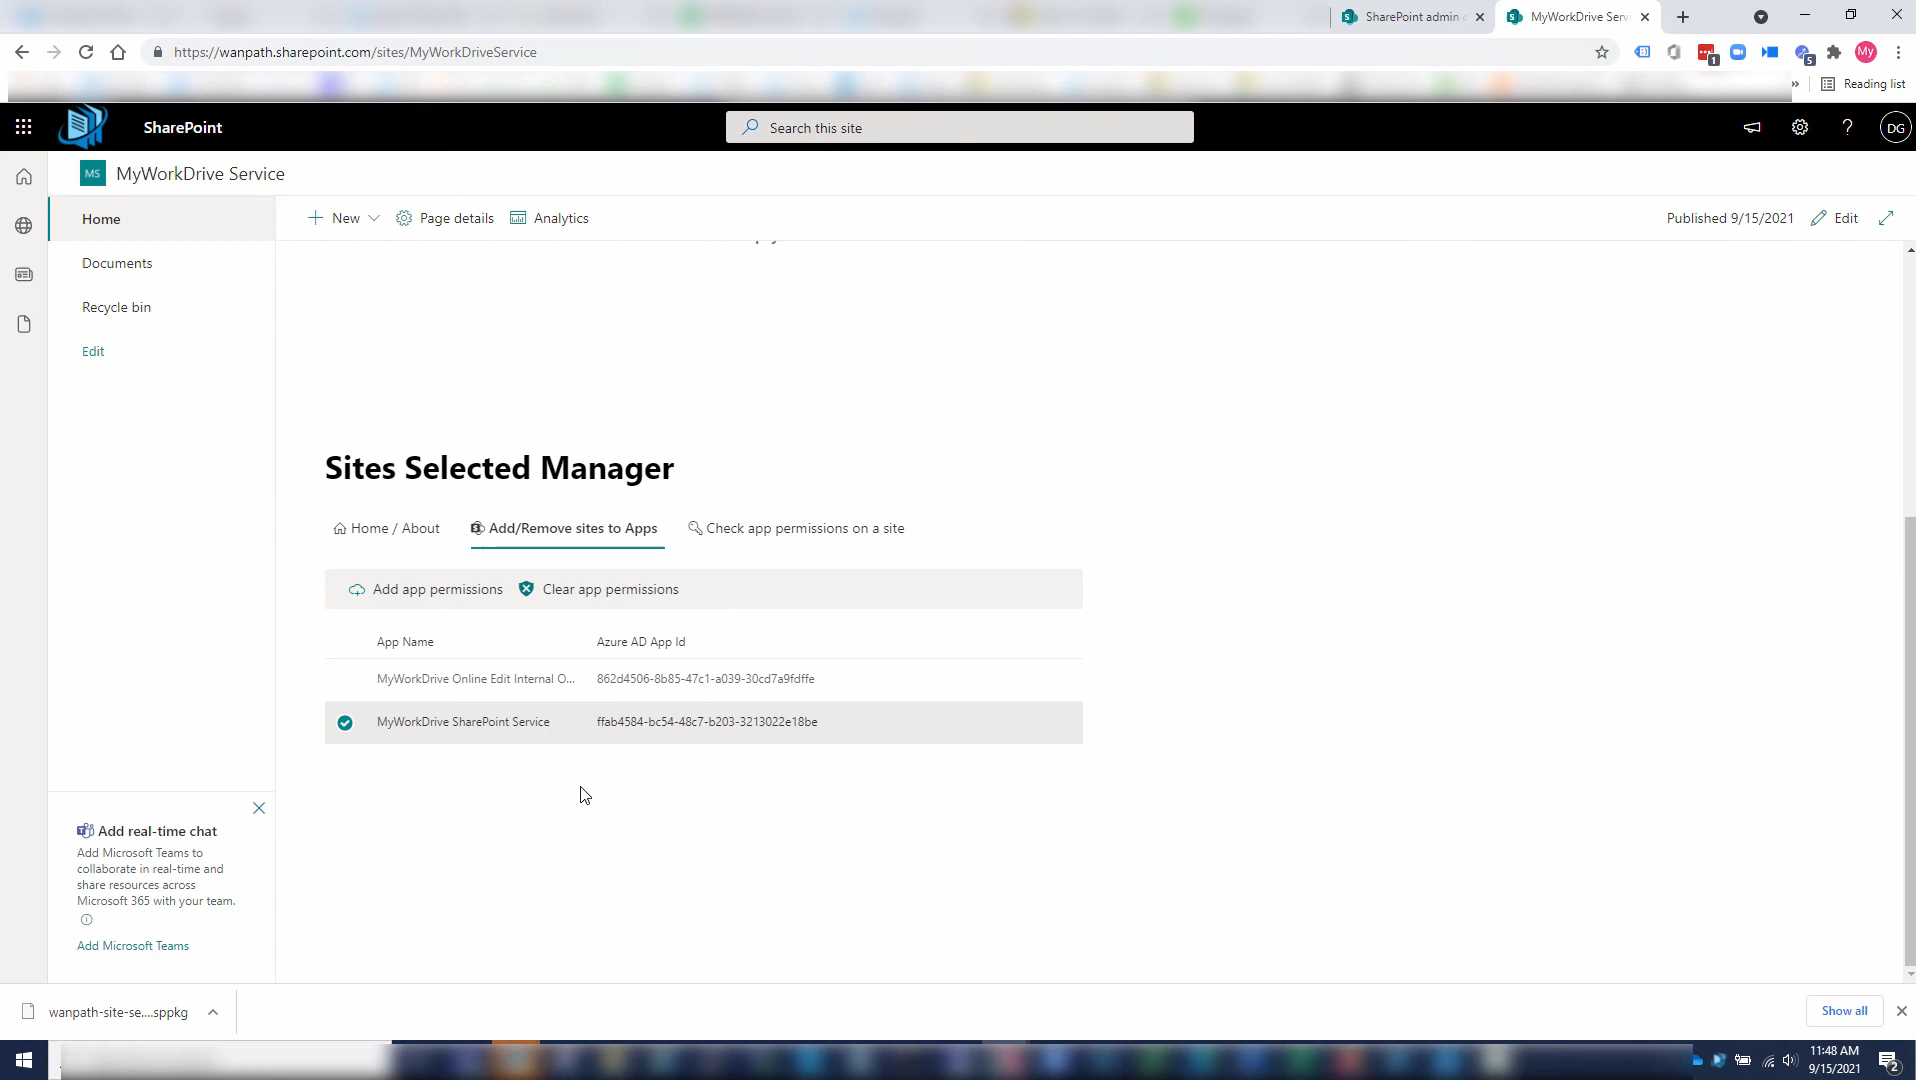 SharePoint admin
MyWorkDrive Serv
https://wanpath.sharepoint.com/sites/MyWorkDriveService
1
5
My
»
Reading list
SharePoint
Search this site
?
DG
MS
MyWorkDrive Service
Home
New
Page details
Analytics
Published 9/15/2021
Edit
Documents
Recycle bin
Edit
Sites Selected Manager
Home / About
Add/Remove sites to Apps
Check app permissions on a site
Add app permissions
Clear app permissions
App Name
Azure AD App Id
MyWorkDrive Online Edit Internal O...
862d4506-8b85-47c1-a039-30cd7a9fdffe
MyWorkDrive SharePoint Service
ffab4584-bc54-48c7-b203-3213022e18be
Add real-time chat
Add Microsoft Teams to
collaborate in real-time and
share resources across
Microsoft 365 with your team.
Add Microsoft Teams
wanpath-site-se....sppkg
Show all
11:48 AM
9/15/2021
2